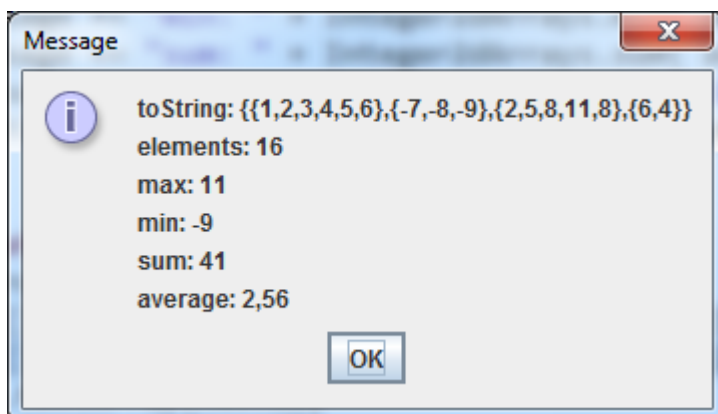 Message
toString: {{1,2,3,4,5,6},{-7,-8,-9},{2,5,8,11,8},{6,4}}
elements: 16
max: 11
min: -9
sum: 41
average: 2,56
OK